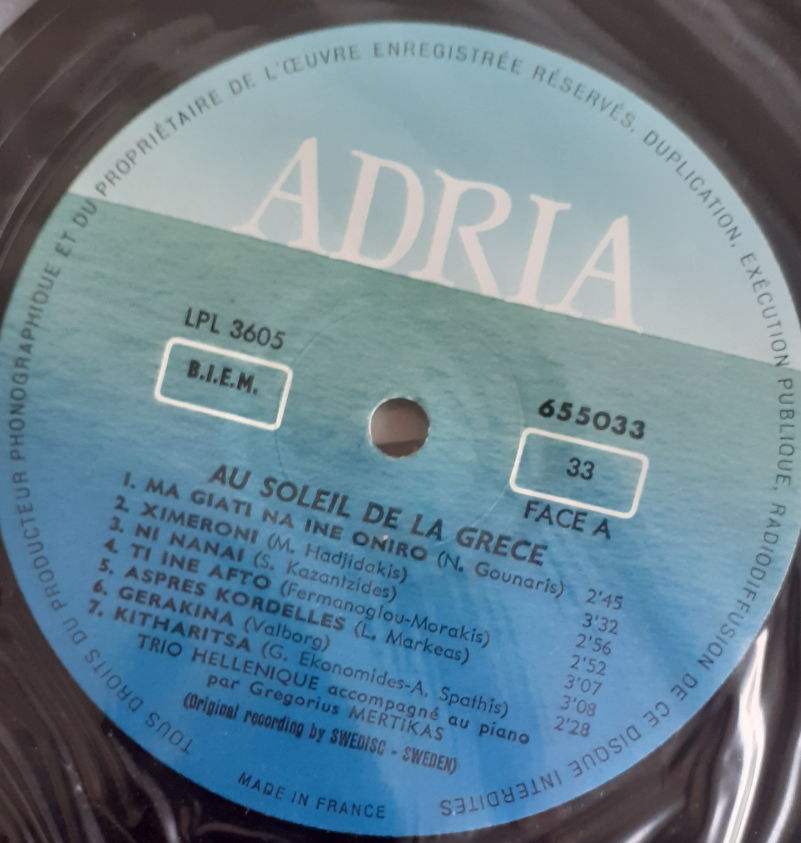 TOUS DROITS DU PRODUCTEUR PHONOGRAPHIQUE ET DU PROPRIÉTAIRE DE L'ŒUVRE ENREGISTRÉE RÉSERVÉS. DUPLICATION, EXÉCUTION PUBLIQUE, RADIODIFFUSION DE CE DISQUE INTERDITES
ADRIA
LPL 3605
B.I.E.M.
655033
33
FACE A
AU SOLEIL DE LA GRECE
1. MA GIATI NA INE ONIRO (N. Gounaris) 2'45
2. XIMERONI (M. Hadjidakis) 3'32
3. NI NANAI (S. Kazantzides) 2'56
4. TI INE AFTO (Fermanoglou-Morakis) 2'52
5. ASPRES KORDELLES (L. Markeas) 3'07
6. GERAKINA (Valborg) 3'08
7. KITHARITSA (G. Ekonomides-A. Spathis) 2'28
TRIO HELLENIQUE accompagné au piano
par Gregorius MERTIKAS
(Original recording by SWEDISC - SWEDEN)
MADE IN FRANCE